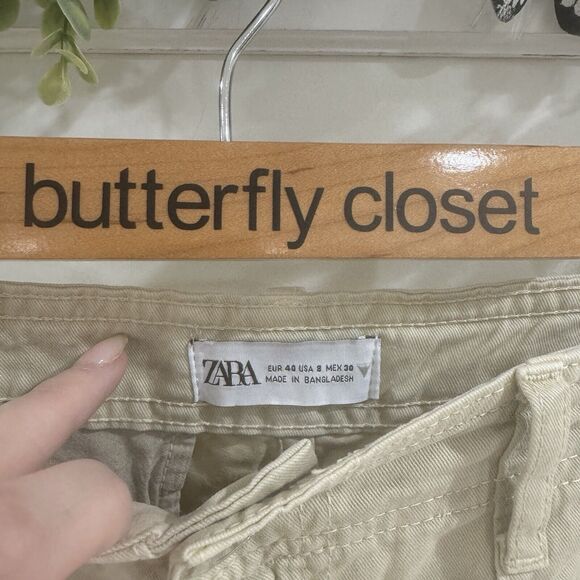 butterfly closet
ZARA
EUR 40 USA 8 MEX 30
MADE IN BANGLADESH